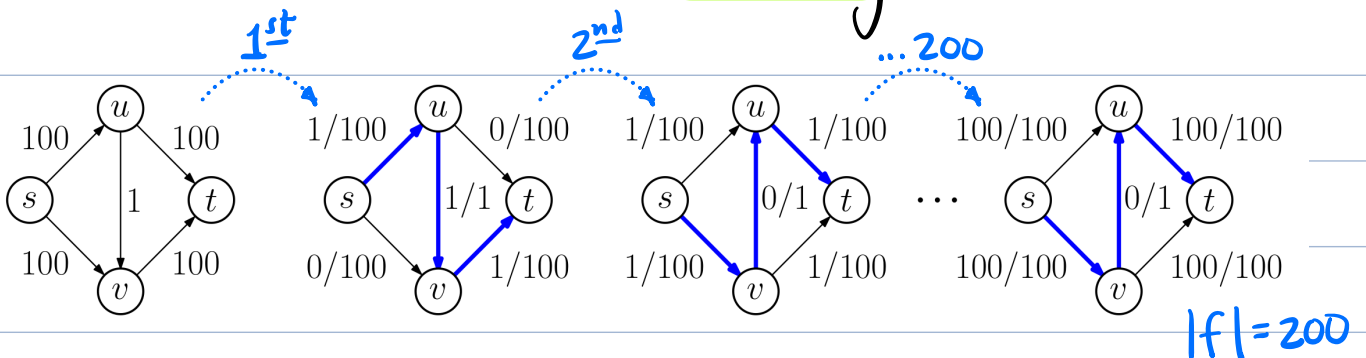 1st 2nd ...200
u u u u
100 100 1/100 0/100 1/100 1/100 100/100 100/100
s 1 t s 1/1 t s 0/1 t ... s 0/1 t
100 100 0/100 1/100 1/100 1/100 100/100 100/100
v v v v
|f|=200